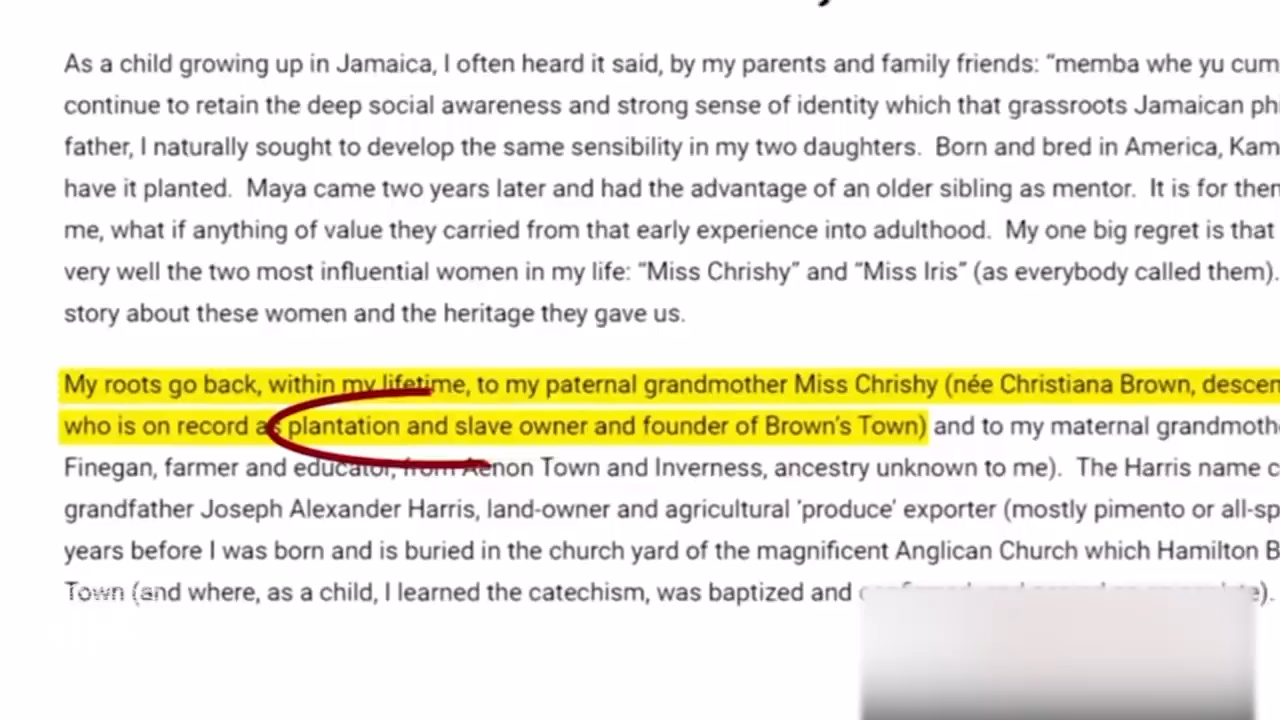 As a child growing up in Jamaica, I often heard it said, by my parents and family friends: “memba whe yu cum
continue to retain the deep social awareness and strong sense of identity which that grassroots Jamaican
father, I naturally sought to develop the same sensibility in my two daughters. Born and bred in America,
have it planted. Maya came two years later and had the advantage of an older sibling as mentor. It is for
me, what if anything of value they carried from that early experience into adulthood. My one big regret is that
very well the two most influential women in my life: “Miss Chrishy” and “Miss Iris” (as everybody called them).
story about these women and the heritage they gave us.
My roots go back, within my lifetime, to my paternal grandmother Miss Chrishy (née Christiana Brown,
who is on record as plantation and slave owner and founder of Brown’s Town) and to my maternal
Finegan, farmer and educator, from Aenon Town and Inverness, ancestry unknown to me). The Harris name
grandfather Joseph Alexander Harris, land-owner and agricultural ’produce’ exporter (mostly pimento or
years before I was born and is buried in the church yard of the magnificent Anglican Church which Hamilton
Town (and where, as a child, I learned the catechism, was baptized and